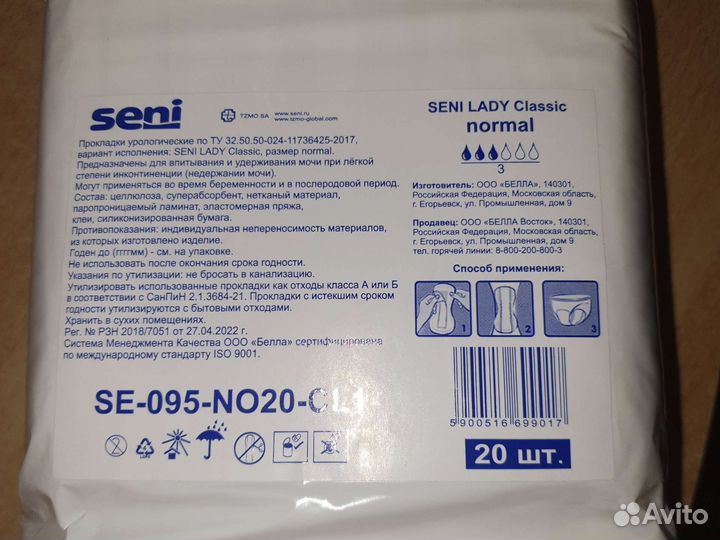 seni
TZMO SA
www.seni.ru
www.tzmo-global.com
Прокладки урологические по ТУ 32.50.50-024-11736425-2017,
вариант исполнения: SENI LADY Classic, размер normal.
Предназначены для впитывания и удерживания мочи при лёгкой
степени инконтиненции (недержании мочи).
Могут применяться во время беременности и в послеродовой период.
Состав: целлюлоза, суперабсорбент, нетканый материал,
паропроницаемый ламинат, эластомерная пряжа,
клеи, силиконизированная бумага.
Противопоказания: индивидуальная непереносимость материалов,
из которых изготовлено изделие.
Годен до (ггггмм) - см. на упаковке.
Не использовать после окончания срока годности.
Указания по утилизации: не бросать в канализацию.
Утилизировать использованные прокладки как отходы класса А или Б
в соответствии с СанПиН 2.1.3684-21. Прокладки с истекшим сроком
годности утилизируются с бытовыми отходами.
Хранить в сухих помещениях.
Рег. № РЗН 2018/7051 от 27.04.2022 г.
Система Менеджмента Качества ООО «Белла» сертифицирована
по международному стандарту ISO 9001.
SE-095-NO20-CL1
SENI LADY Classic
normal
3
Изготовитель: ООО «БЕЛЛА», 140301,
Российская Федерация, Московская область,
г. Егорьевск, ул. Промышленная, дом 9
Продавец: ООО «БЕЛЛА Восток», 140301,
Российская Федерация, Московская область,
г. Егорьевск, ул. Промышленная, дом 9
тел. горячей линии: 8-800-200-800-3
Способ применения:
1
2
3
5900516699017
20 шт.
Avito